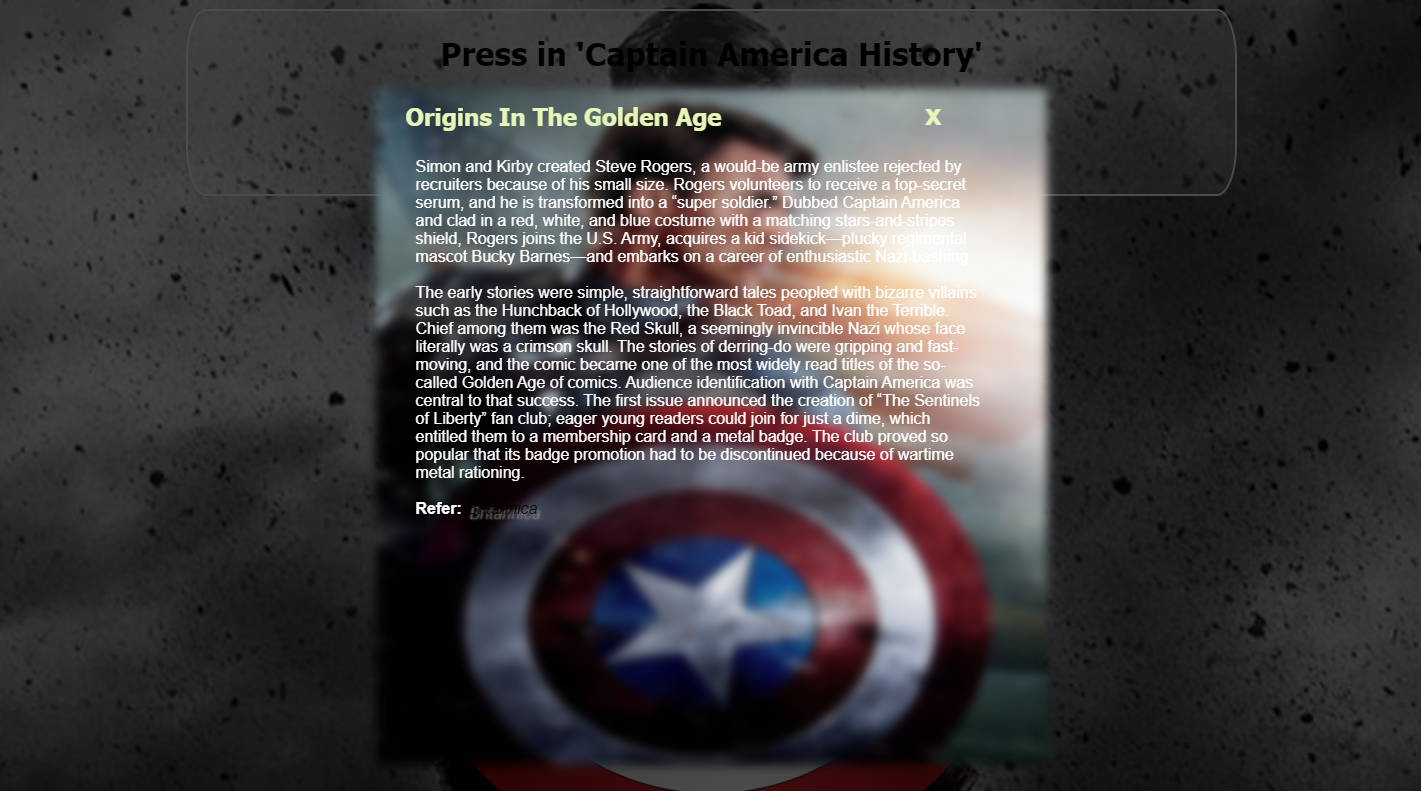 Press in 'Captain America History'
Origins In The Golden Age
X
Simon and Kirby created Steve Rogers, a would-be army enlistee rejected by
recruiters because of his small size. Rogers volunteers to receive a top-secret
serum, and he is transformed into a “super soldier.” Dubbed Captain America
and clad in a red, white, and blue costume with a matching stars-and-stripes
shield, Rogers joins the U.S. Army, acquires a kid sidekick—plucky regimental
mascot Bucky Barnes—and embarks on a career of enthusiastic Nazi-bashing.
The early stories were simple, straightforward tales peopled with bizarre villains
such as the Hunchback of Hollywood, the Black Toad, and Ivan the Terrible.
Chief among them was the Red Skull, a seemingly invincible Nazi whose face
literally was a crimson skull. The stories of derring-do were gripping and fast-
moving, and the comic became one of the most widely read titles of the so-
called Golden Age of comics. Audience identification with Captain America was
central to that success. The first issue announced the creation of “The Sentinels
of Liberty” fan club; eager young readers could join for just a dime, which
entitled them to a membership card and a metal badge. The club proved so
popular that its badge promotion had to be discontinued because of wartime
metal rationing.
Refer: Britannica